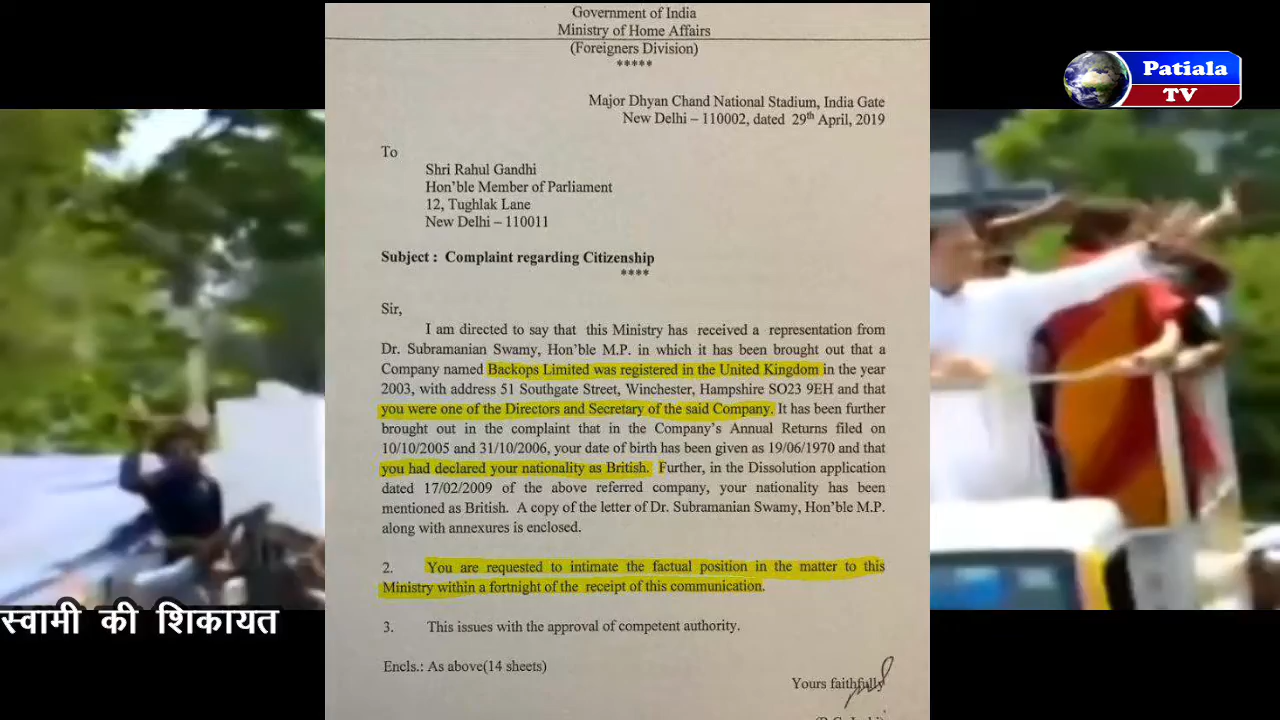 Government of India
Ministry of Home Affairs
(Foreigners Division)
*****
Patiala
TV
Major Dhyan Chand National Stadium, India Gate
New Delhi – 110002, dated 29th April, 2019
To
Shri Rahul Gandhi
Hon'ble Member of Parliament
12, Tughlak Lane
New Delhi – 110011
Subject : Complaint regarding Citizenship
****
Sir,
I am directed to say that this Ministry has received a representation from
Dr. Subramanian Swamy, Hon'ble M.P. in which it has been brought out that a
Company named Backops Limited was registered in the United Kingdom in the year
2003, with address 51 Southgate Street, Winchester, Hampshire SO23 9EH and that
you were one of the Directors and Secretary of the said Company. It has been further
brought out in the complaint that in the Company's Annual Returns filed on
10/10/2005 and 31/10/2006, your date of birth has been given as 19/06/1970 and that
you had declared your nationality as British. Further, in the Dissolution application
dated 17/02/2009 of the above referred company, your nationality has been
mentioned as British. A copy of the letter of Dr. Subramanian Swamy, Hon'ble M.P.
along with annexures is enclosed.
2. You are requested to intimate the factual position in the matter to this
Ministry within a fortnight of the receipt of this communication.
3. This issues with the approval of competent authority.
Encls.: As above(14 sheets)
Yours faithfully
स्वामी की शिकायत